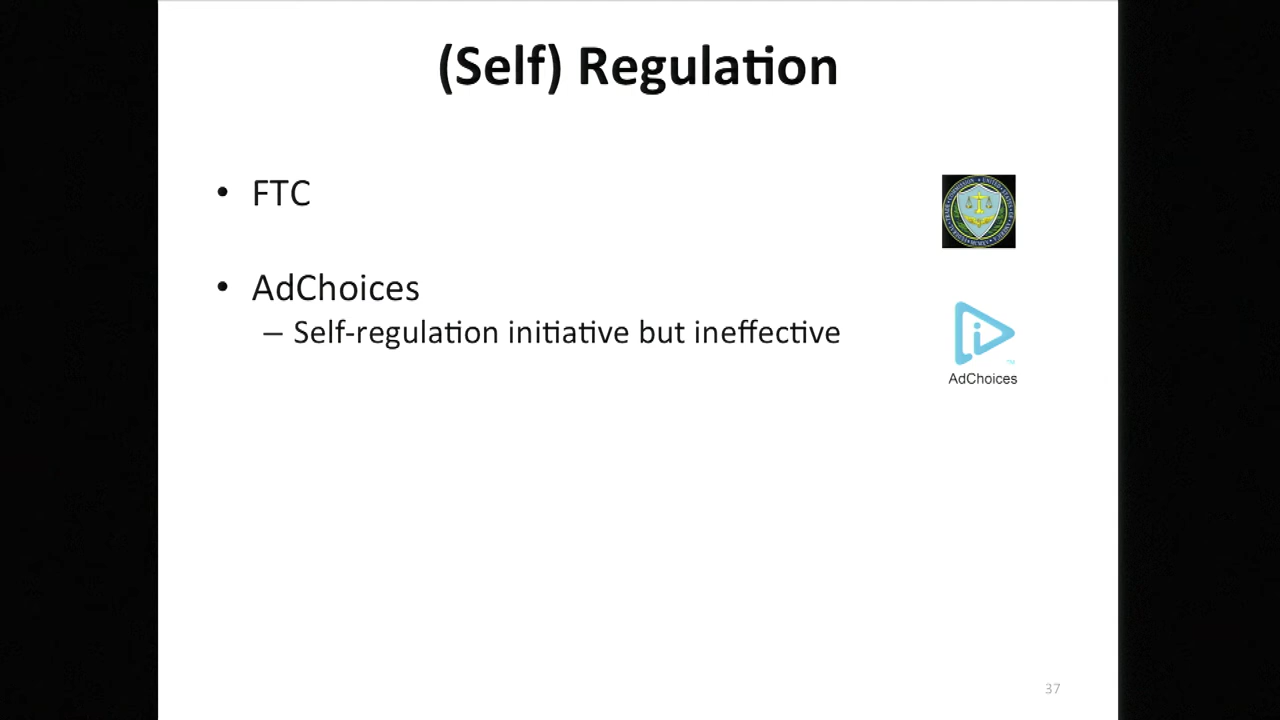 (Self) Regulation
• FTC
• AdChoices
– Self-regulation initiative but ineffective
AdChoices
37